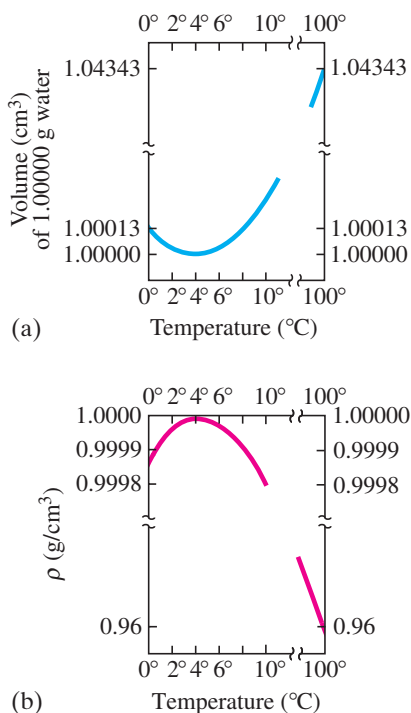 0° 2° 4° 6° 10° 100°
Volume (cm³)
of 1.00000 g water
1.04343 1.04343
1.00013 1.00013
1.00000 1.00000
0° 2° 4° 6° 10° 100°
(a) Temperature (°C)
0° 2° 4° 6° 10° 100°
ρ (g/cm³)
1.0000 1.00000
0.9999 0.9999
0.9998 0.9998
0.96 0.96
0° 2° 4° 6° 10° 100°
(b) Temperature (°C)